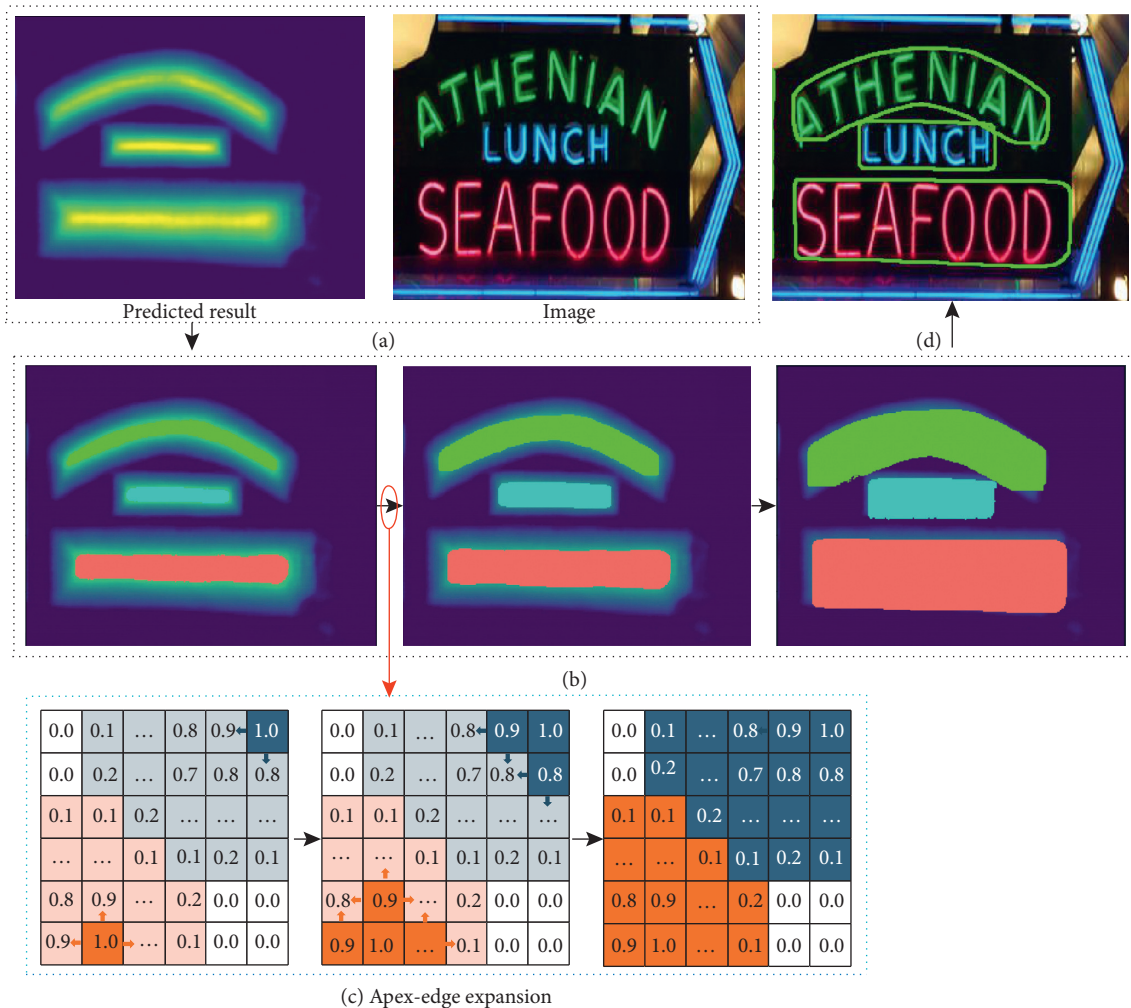 ATHENIAN
LUNCH
SEAFOOD
ATHENIAN
LUNCH
SEAFOOD
Predicted result
Image
(a)
(d)
(b)
0.0 0.1 … 0.8 0.9 1.0
0.0 0.2 … 0.7 0.8 0.8
0.1 0.1 0.2 … … …
… … 0.1 0.1 0.2 0.1
0.8 0.9 … 0.2 0.0 0.0
0.9 1.0 … 0.1 0.0 0.0
0.0 0.1 … 0.8 0.9 1.0
0.0 0.2 … 0.7 0.8 0.8
0.1 0.1 0.2 … … …
… … 0.1 0.1 0.2 0.1
0.8 0.9 … 0.2 0.0 0.0
0.9 1.0 … 0.1 0.0 0.0
0.0 0.1 … 0.8 0.9 1.0
0.0 0.2 … 0.7 0.8 0.8
0.1 0.1 0.2 … … …
… … 0.1 0.1 0.2 0.1
0.8 0.9 … 0.2 0.0 0.0
0.9 1.0 … 0.1 0.0 0.0
(c) Apex-edge expansion